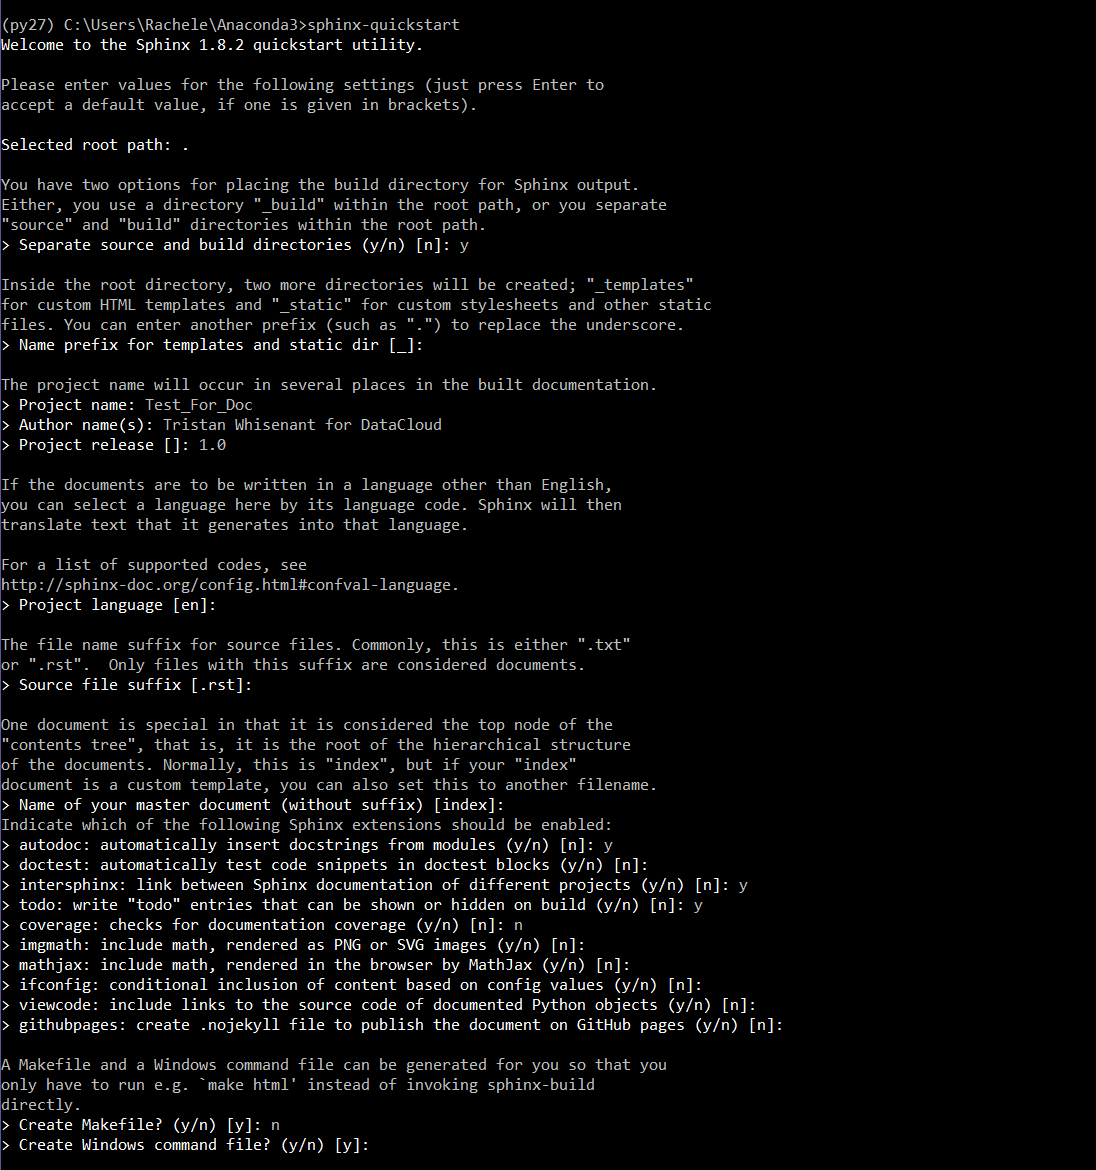 (py27) C:\Users\Rachele\Anaconda3>sphinx-quickstart
Welcome to the Sphinx 1.8.2 quickstart utility.

Please enter values for the following settings (just press Enter to
accept a default value, if one is given in brackets).

Selected root path: .

You have two options for placing the build directory for Sphinx output.
Either, you use a directory "_build" within the root path, or you separate
"source" and "build" directories within the root path.
> Separate source and build directories (y/n) [n]: y

Inside the root directory, two more directories will be created; "_templates"
for custom HTML templates and "_static" for custom stylesheets and other static
files. You can enter another prefix (such as ".") to replace the underscore.
> Name prefix for templates and static dir [_]:

The project name will occur in several places in the built documentation.
> Project name: Test_For_Doc
> Author name(s): Tristan Whisenant for DataCloud
> Project release []: 1.0

If the documents are to be written in a language other than English,
you can select a language here by its language code. Sphinx will then
translate text that it generates into that language.

For a list of supported codes, see
http://sphinx-doc.org/config.html#confval-language.
> Project language [en]:

The file name suffix for source files. Commonly, this is either ".txt"
or ".rst".  Only files with this suffix are considered documents.
> Source file suffix [.rst]:

One document is special in that it is considered the top node of the
"contents tree", that is, it is the root of the hierarchical structure
of the documents. Normally, this is "index", but if your "index"
document is a custom template, you can also set this to another filename.
> Name of your master document (without suffix) [index]:
Indicate which of the following Sphinx extensions should be enabled:
> autodoc: automatically insert docstrings from modules (y/n) [n]: y
> doctest: automatically test code snippets in doctest blocks (y/n) [n]:
> intersphinx: link between Sphinx documentation of different projects (y/n) [n]: y
> todo: write "todo" entries that can be shown or hidden on build (y/n) [n]: y
> coverage: checks for documentation coverage (y/n) [n]: n
> imgmath: include math, rendered as PNG or SVG images (y/n) [n]:
> mathjax: include math, rendered in the browser by MathJax (y/n) [n]:
> ifconfig: conditional inclusion of content based on config values (y/n) [n]:
> viewcode: include links to the source code of documented Python objects (y/n) [n]:
> githubpages: create .nojekyll file to publish the document on GitHub pages (y/n) [n]:

A Makefile and a Windows command file can be generated for you so that you
only have to run e.g. `make html' instead of invoking sphinx-build
directly.
> Create Makefile? (y/n) [y]: n
> Create Windows command file? (y/n) [y]: